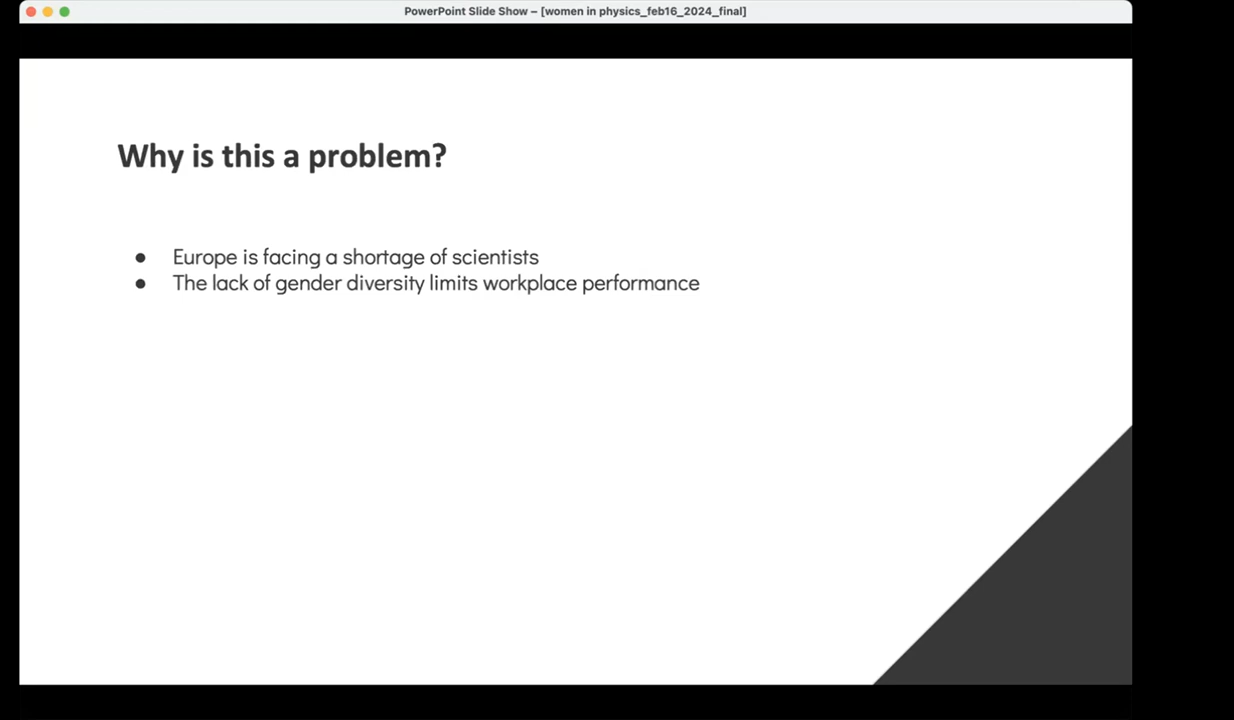 PowerPoint Slide Show – [women in physics_feb16_2024_final]
Why is this a problem?
● Europe is facing a shortage of scientists
● The lack of gender diversity limits workplace performance